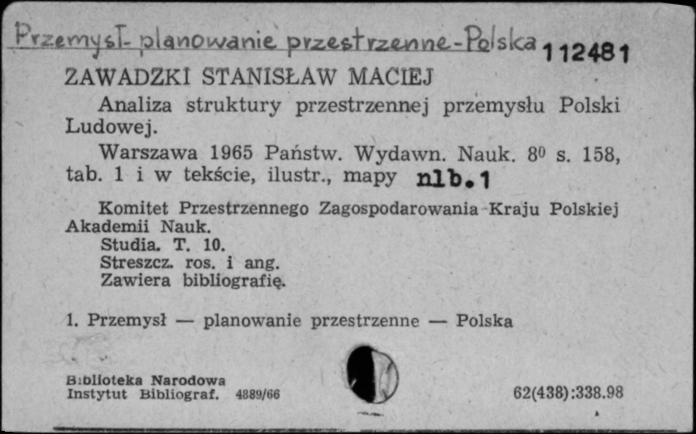 Przemysł - planowanie przestrzenne - Polska 112481
ZAWADZKI STANISŁAW MACIEJ
Analiza struktury przestrzennej przemysłu Polski
Ludowej.
Warszawa 1965 Państw. Wydawn. Nauk. 8⁰ s. 158,
tab. 1 i w tekście, ilustr., mapy nlb.1
Komitet Przestrzennego Zagospodarowania Kraju Polskiej
Akademii Nauk.
Studia. T. 10.
Streszcz. ros. i ang.
Zawiera bibliografię.
1. Przemysł — planowanie przestrzenne — Polska
Biblioteka Narodowa
Instytut Bibliograf. 4889/66 62(438):338.98